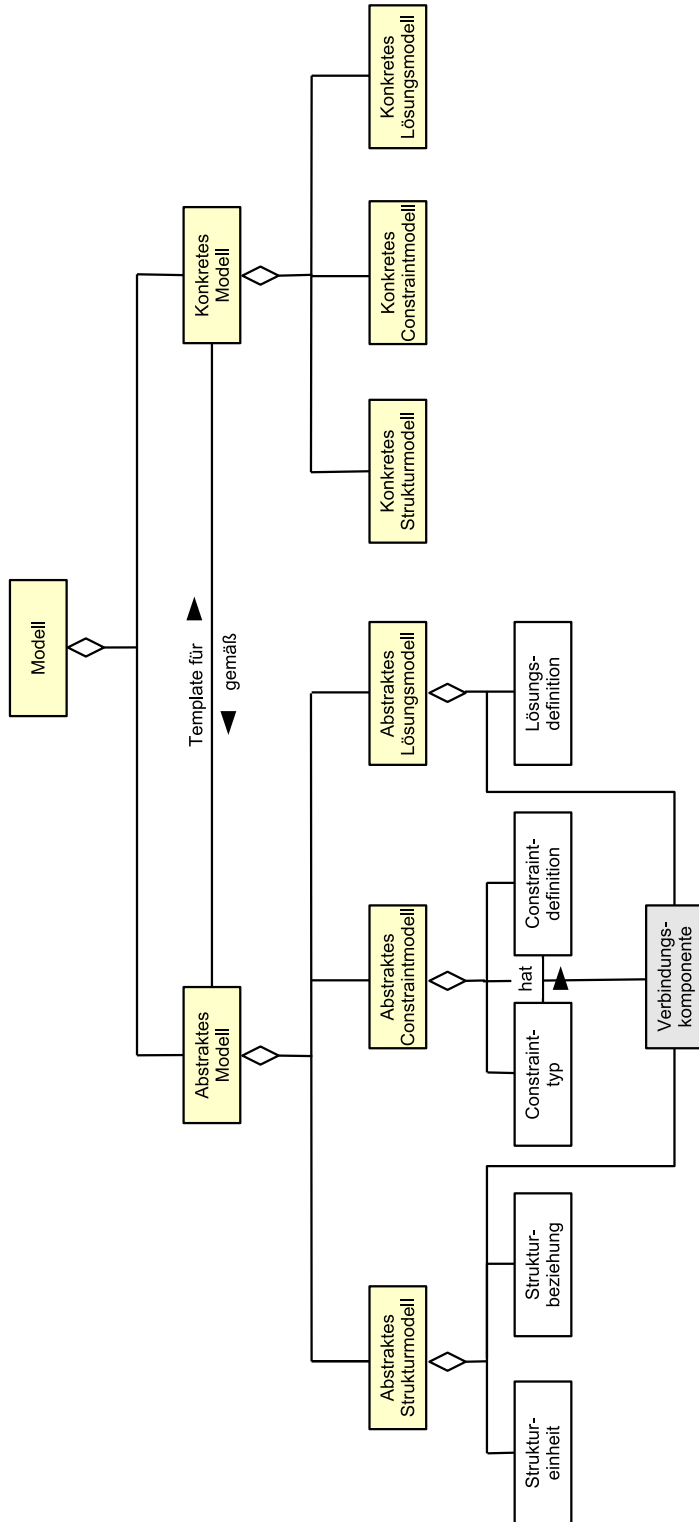 Modell
Template für
gemäß
Abstraktes
Modell
Konkretes
Modell
Abstraktes
Strukturmodell
Abstraktes
Constraintmodell
Abstraktes
Lösungsmodell
Konkretes
Strukturmodell
Konkretes
Constraintmodell
Konkretes
Lösungsmodell
Struktur-
einheit
Struktur-
beziehung
Constraint-
typ
hat
Constraint-
definition
Lösungs-
definition
Verbindungs-
komponente